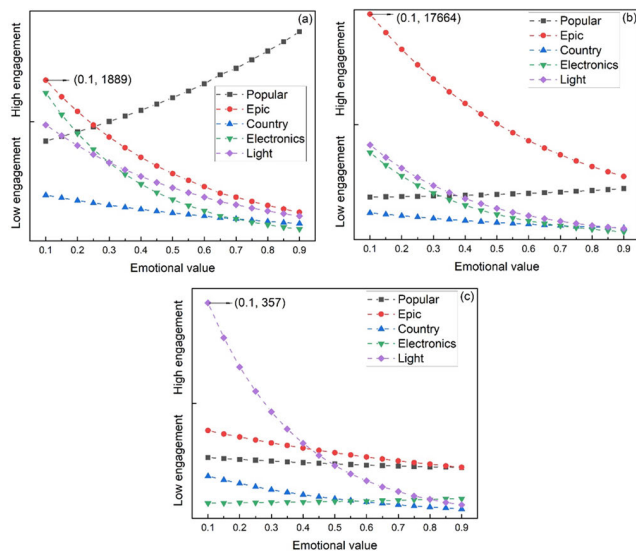 (a)
High engagement
Low engagement
(0.1, 1889)
Popular
Epic
Country
Electronics
Light
0.1 0.2 0.3 0.4 0.5 0.6 0.7 0.8 0.9
Emotional value
(b)
High engagement
Low engagement
(0.1, 17664)
Popular
Epic
Country
Electronics
Light
0.1 0.2 0.3 0.4 0.5 0.6 0.7 0.8 0.9
Emotional value
(c)
High engagement
Low engagement
(0.1, 357)
Popular
Epic
Country
Electronics
Light
0.1 0.2 0.3 0.4 0.5 0.6 0.7 0.8 0.9
Emotional value